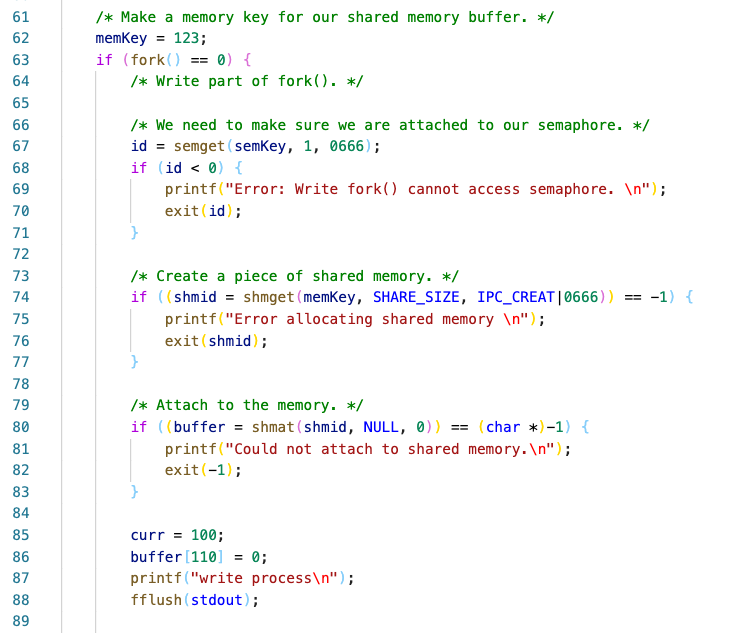 61 /* Make a memory key for our shared memory buffer. */
62 memKey = 123;
63 if (fork() == 0) {
64 /* Write part of fork(). */
65
66 /* We need to make sure we are attached to our semaphore. */
67 id = semget(semKey, 1, 0666);
68 if (id < 0) {
69 printf("Error: Write fork() cannot access semaphore. \n");
70 exit(id);
71 }
72
73 /* Create a piece of shared memory. */
74 if ((shmid = shmget(memKey, SHARE_SIZE, IPC_CREAT|0666)) == -1) {
75 printf("Error allocating shared memory \n");
76 exit(shmid);
77 }
78
79 /* Attach to the memory. */
80 if ((buffer = shmat(shmid, NULL, 0)) == (char *)-1) {
81 printf("Could not attach to shared memory.\n");
82 exit(-1);
83 }
84
85 curr = 100;
86 buffer[110] = 0;
87 printf("write process\n");
88 fflush(stdout);
89